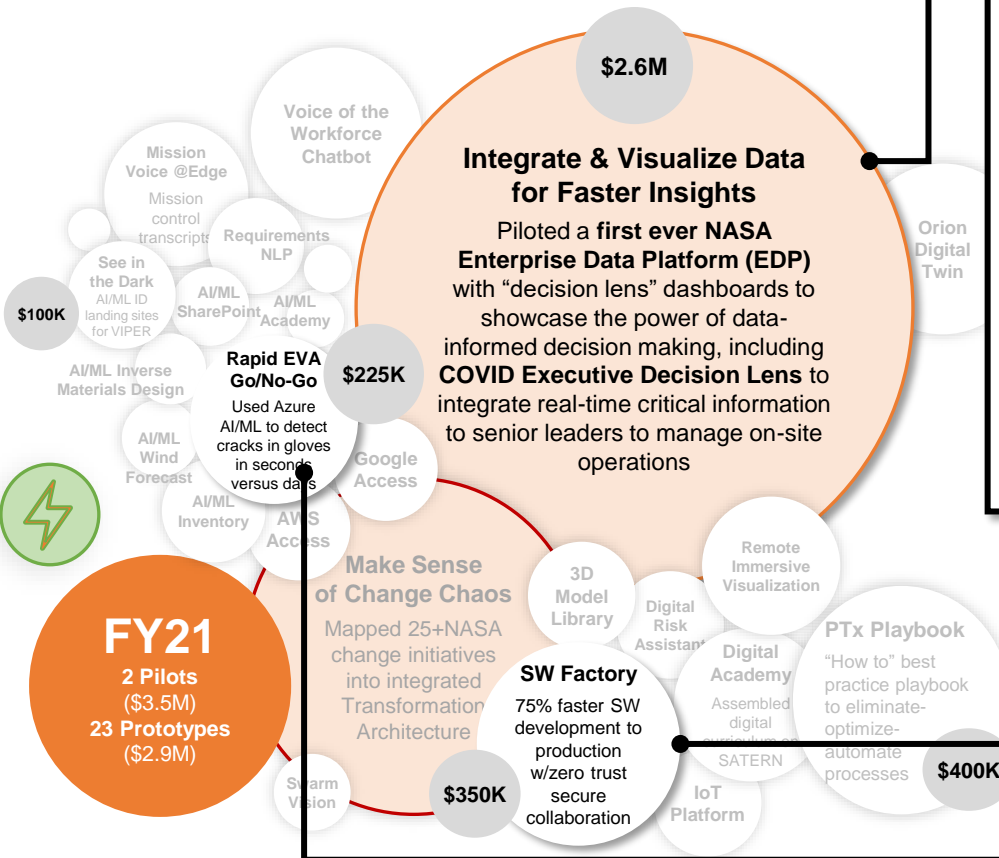 $2.6M
Integrate & Visualize Data
for Faster Insights
Piloted a first ever NASA
Enterprise Data Platform (EDP)
with “decision lens” dashboards to
showcase the power of data-
informed decision making, including
COVID Executive Decision Lens to
integrate real-time critical information
to senior leaders to manage on-site
operations
Voice of the
Workforce
Chatbot
Mission
Voice @Edge
Mission
control
transcripts
Requirements
NLP
See in
the Dark
AI/ML ID
landing sites
for VIPER
$100K
AI/ML
SharePoint
AI/ML
Academy
Orion
Digital
Twin
AI/ML Inverse
Materials Design
Rapid EVA
Go/No-Go
Used Azure
AI/ML to detect
cracks in gloves
in seconds
versus days
$225K
AI/ML
Wind
Forecast
Google
Access
AI/ML
Inventory
AWS
Access
Make Sense
of Change Chaos
Mapped 25+NASA
change initiatives
into integrated
Transformation
Architecture
3D
Model
Library
Remote
Immersive
Visualization
Digital
Risk
Assistant
Digital
Academy
Assembled
digital
curriculum on
SATERN
PTx Playbook
“How to” best
practice playbook
to eliminate-
optimize-
automate
processes
$400K
FY21
2 Pilots
($3.5M)
23 Prototypes
($2.9M)
SW Factory
75% faster SW
development to
production
w/zero trust
secure
collaboration
$350K
Swarm
Vision
IoT
Platform